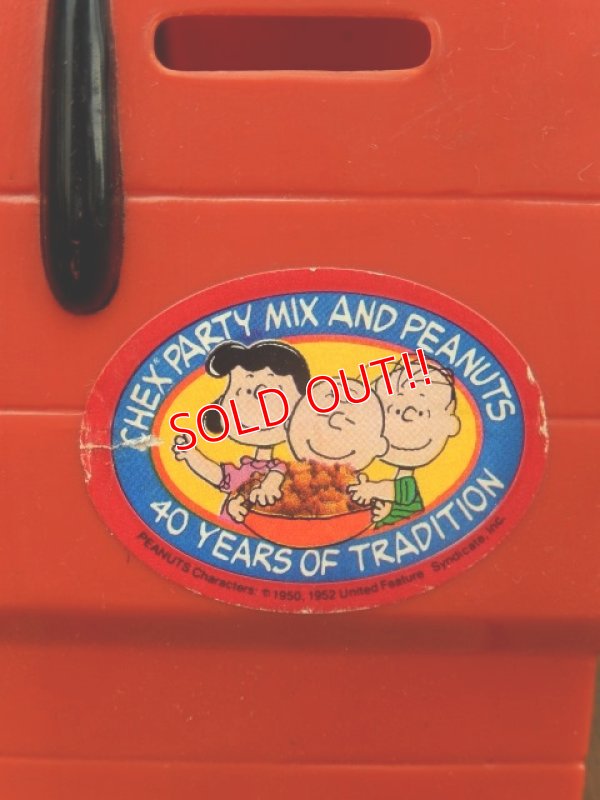 CHEX® PARTY MIX AND PEANUTS
SOLD OUT!!
40 YEARS OF TRADITION
PEANUTS Characters: © 1950, 1952 United Feature Syndicate, Inc.